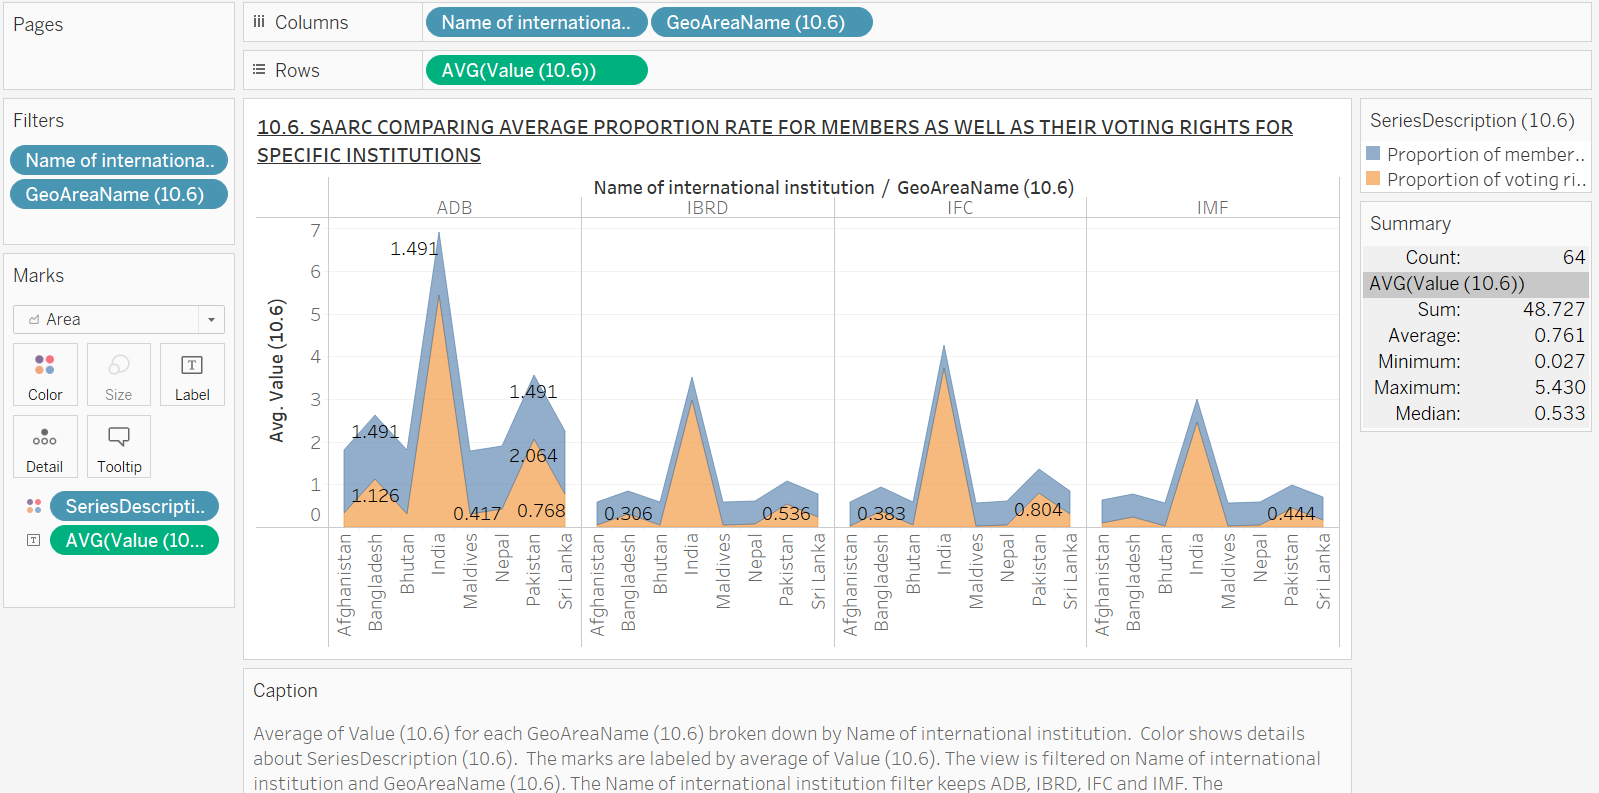 Pages
Columns
Name of internationa..
GeoAreaName (10.6)
Rows
AVG(Value (10.6))
Filters
Name of internationa..
GeoAreaName (10.6)
Marks
Area
Color
Size
Label
Detail
Tooltip
SeriesDescripti..
AVG(Value (10...
10.6. SAARC COMPARING AVERAGE PROPORTION RATE FOR MEMBERS AS WELL AS THEIR VOTING RIGHTS FOR
SPECIFIC INSTITUTIONS
Name of international institution / GeoAreaName (10.6)
ADB IBRD IFC IMF
Avg. Value (10.6)
7
6
5
4
3
2
1
0
1.491
1.491
1.491
2.064
1.126
0.417
0.768
0.306
0.536
0.383
0.804
0.444
Afghanistan
Bangladesh
Bhutan
India
Maldives
Nepal
Pakistan
Sri Lanka
Afghanistan
Bangladesh
Bhutan
India
Maldives
Nepal
Pakistan
Sri Lanka
Afghanistan
Bangladesh
Bhutan
India
Maldives
Nepal
Pakistan
Sri Lanka
Afghanistan
Bangladesh
Bhutan
India
Maldives
Nepal
Pakistan
Sri Lanka
SeriesDescription (10.6)
Proportion of member..
Proportion of voting ri..
Summary
Count: 64
AVG(Value (10.6))
Sum: 48.727
Average: 0.761
Minimum: 0.027
Maximum: 5.430
Median: 0.533
Caption
Average of Value (10.6) for each GeoAreaName (10.6) broken down by Name of international institution.  Color shows details
about SeriesDescription (10.6).  The marks are labeled by average of Value (10.6). The view is filtered on Name of international
institution and GeoAreaName (10.6). The Name of international institution filter keeps ADB, IBRD, IFC and IMF. The